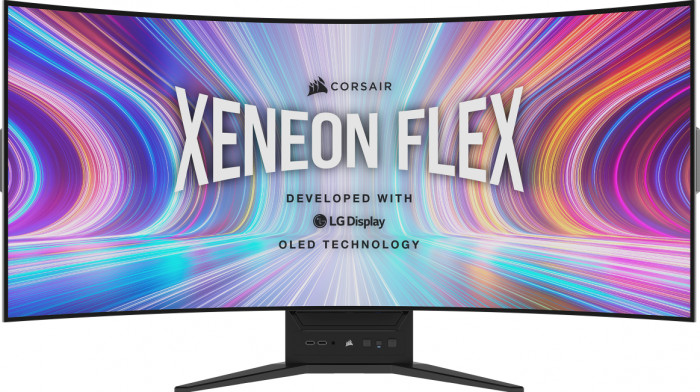 CORSAIR
XENEON FLEX
DEVELOPED WITH
LG Display
OLED TECHNOLOGY